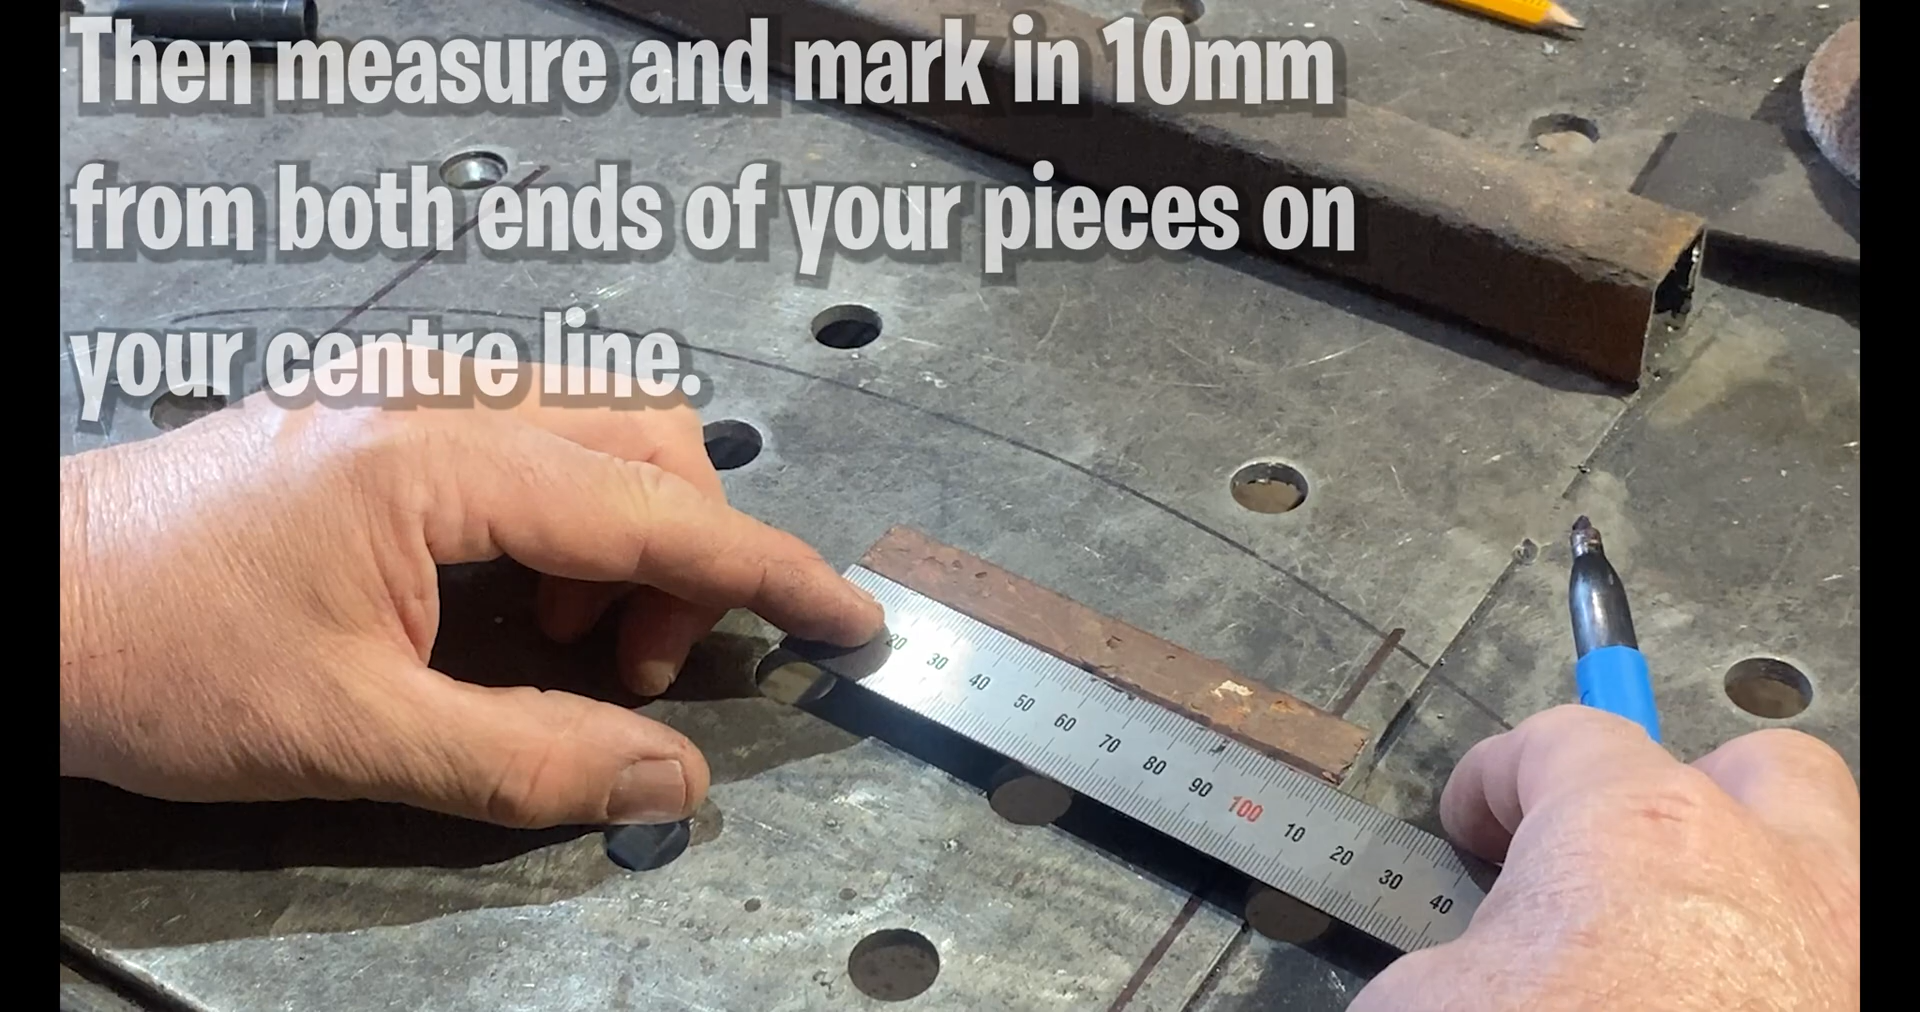 Then measure and mark in 10mm
from both ends of your pieces on
your centre line.
20 30 40 50 60 70 80 90 100 10 20 30 40